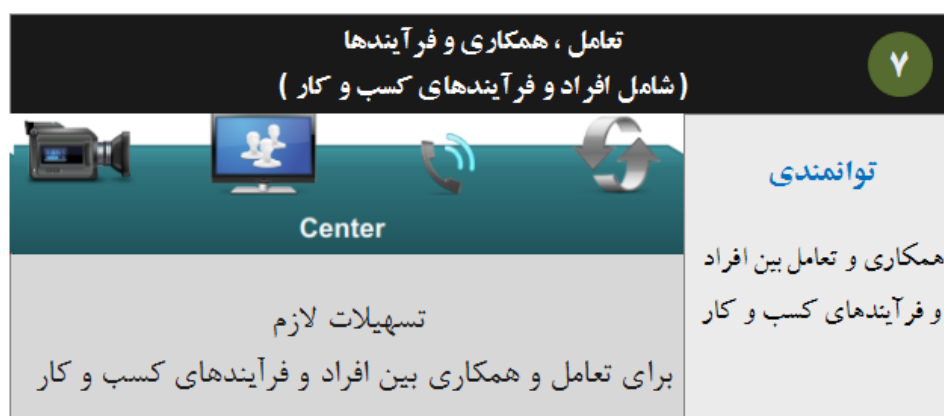 ۷
تعامل ، همکاری و فرآیندها
( شامل افراد و فرآیندهای کسب و کار )
توانمندی
همکاری و تعامل بین افراد
و فرآیندهای کسب و کار
Center
تسهیلات لازم
برای تعامل و همکاری بین افراد و فرآیندهای کسب و کار